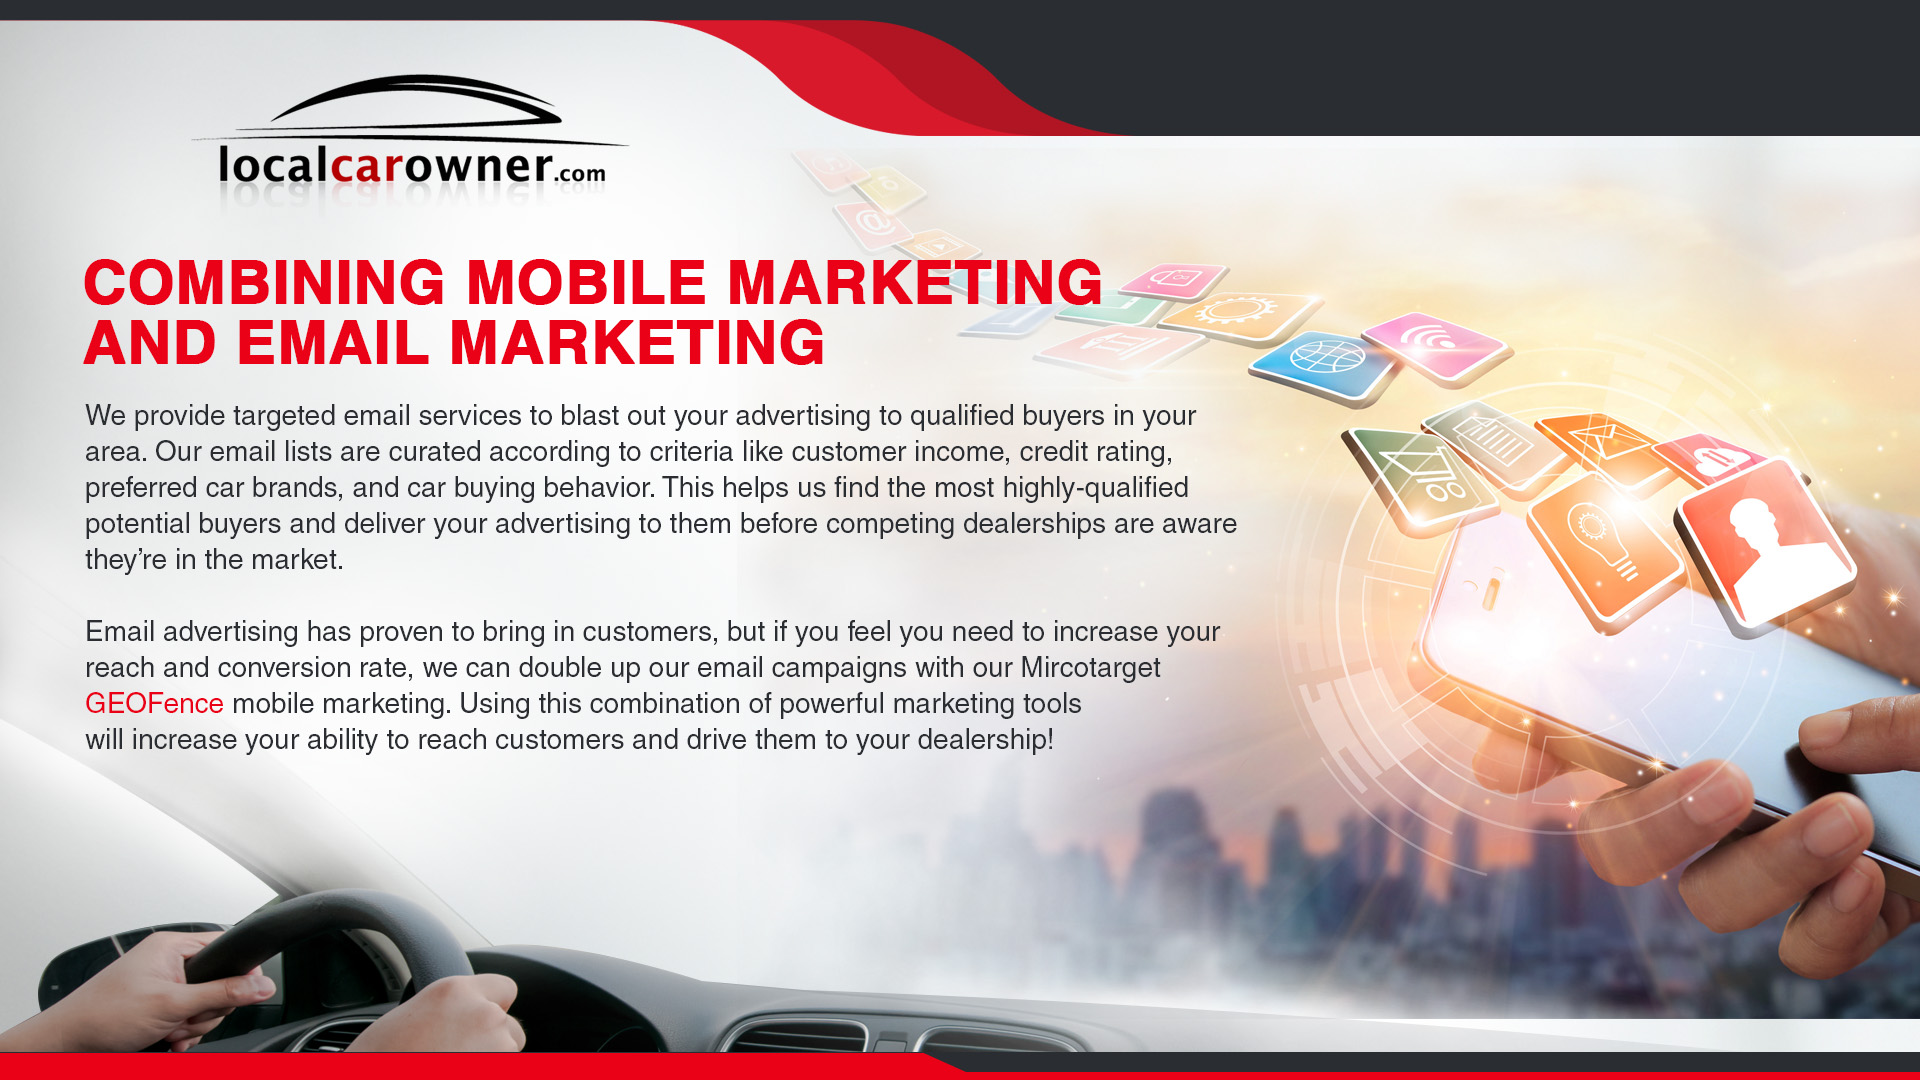 localcarowner.com
COMBINING MOBILE MARKETING
AND EMAIL MARKETING
We provide targeted email services to blast out your advertising to qualified buyers in your
area. Our email lists are curated according to criteria like customer income, credit rating,
preferred car brands, and car buying behavior. This helps us find the most highly-qualified
potential buyers and deliver your advertising to them before competing dealerships are aware
they’re in the market.
Email advertising has proven to bring in customers, but if you feel you need to increase your
reach and conversion rate, we can double up our email campaigns with our Mircotarget
GEOFence mobile marketing. Using this combination of powerful marketing tools
will increase your ability to reach customers and drive them to your dealership!